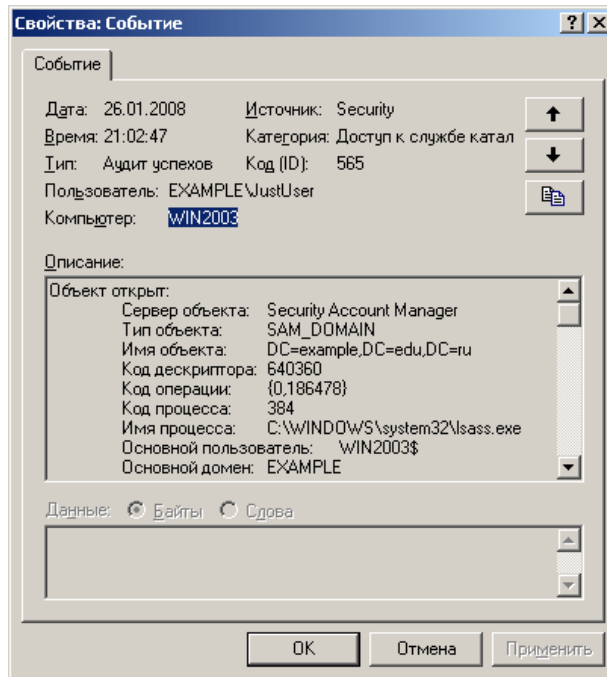 Свойства: Событие
Событие
Дата: 26.01.2008 Источник: Security
Время: 21:02:47 Категория: Доступ к службе катал
Тип: Аудит успехов Код (ID): 565
Пользователь: EXAMPLE\JustUser
Компьютер: WIN2003
Описание:
Объект открыт:
Сервер объекта: Security Account Manager
Тип объекта: SAM_DOMAIN
Имя объекта: DC=example,DC=edu,DC=ru
Код дескриптора: 640360
Код операции: {0,186478}
Код процесса: 384
Имя процесса: C:\WINDOWS\system32\lsass.exe
Основной пользователь: WIN2003$
Основной домен: EXAMPLE
Данные: Байты Слова
OK Отмена Применить